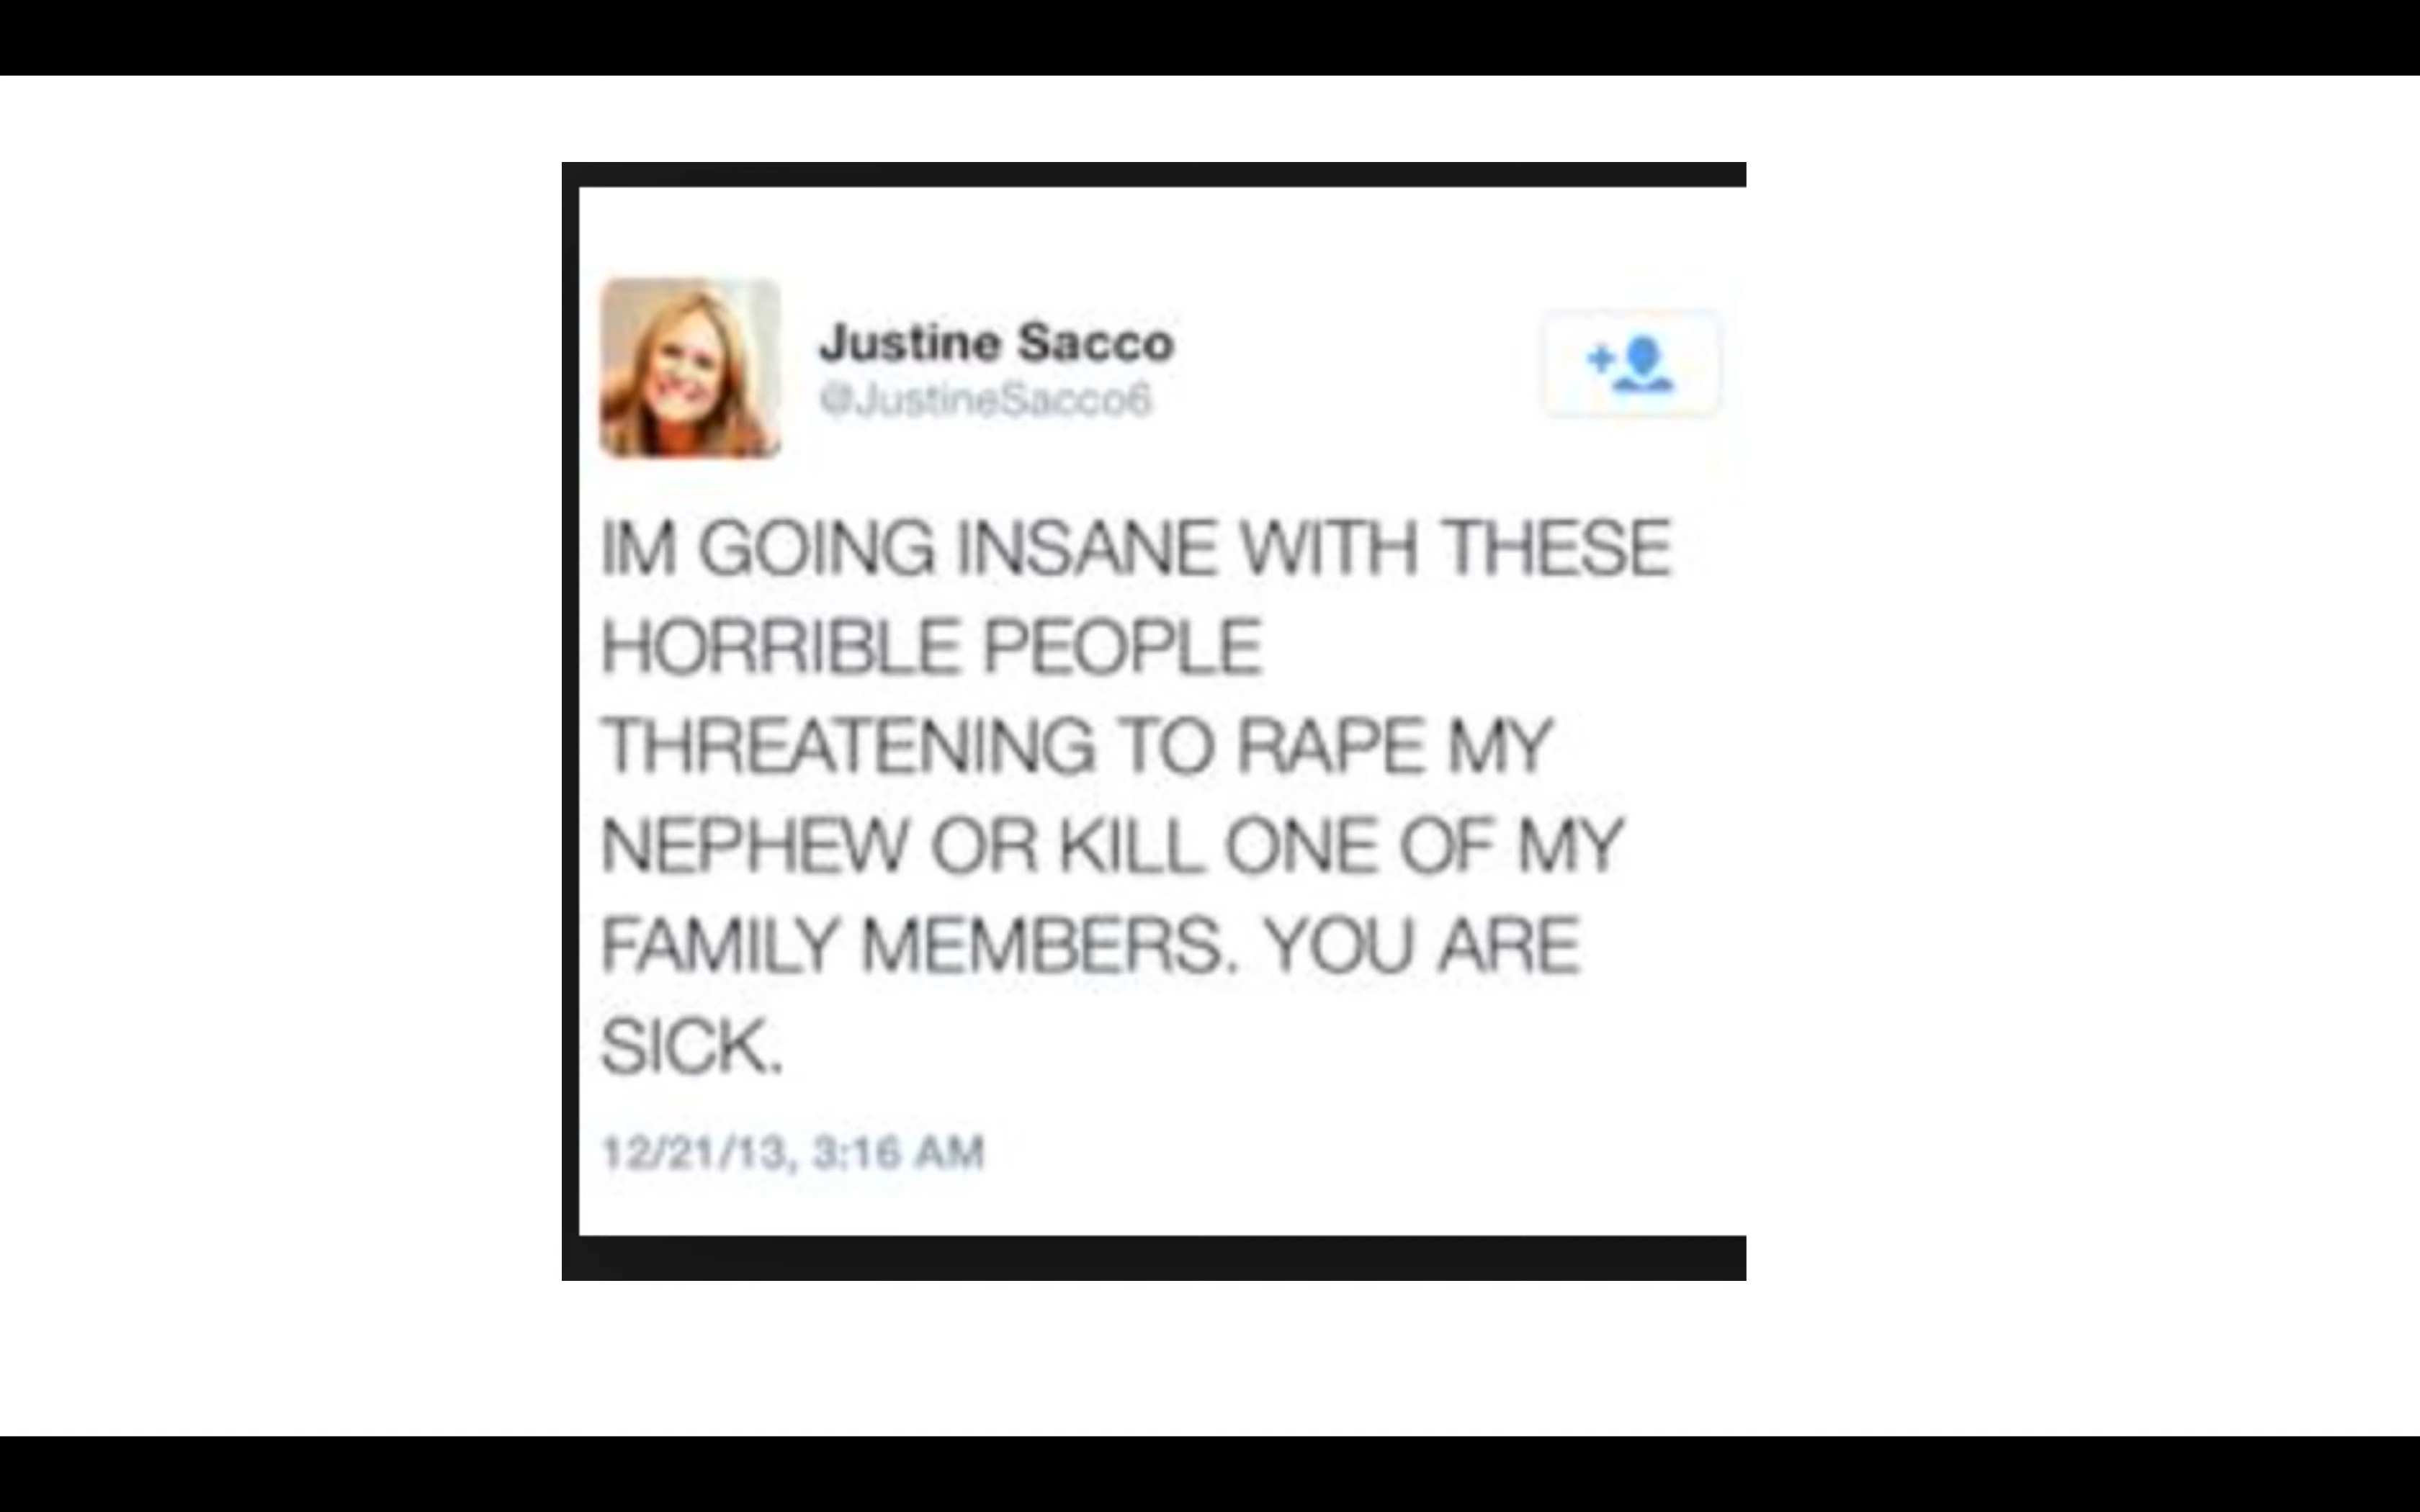 Justine Sacco
@JustineSacco6
IM GOING INSANE WITH THESE
HORRIBLE PEOPLE
THREATENING TO RAPE MY
NEPHEW OR KILL ONE OF MY
FAMILY MEMBERS. YOU ARE
SICK.
12/21/13, 3:16 AM